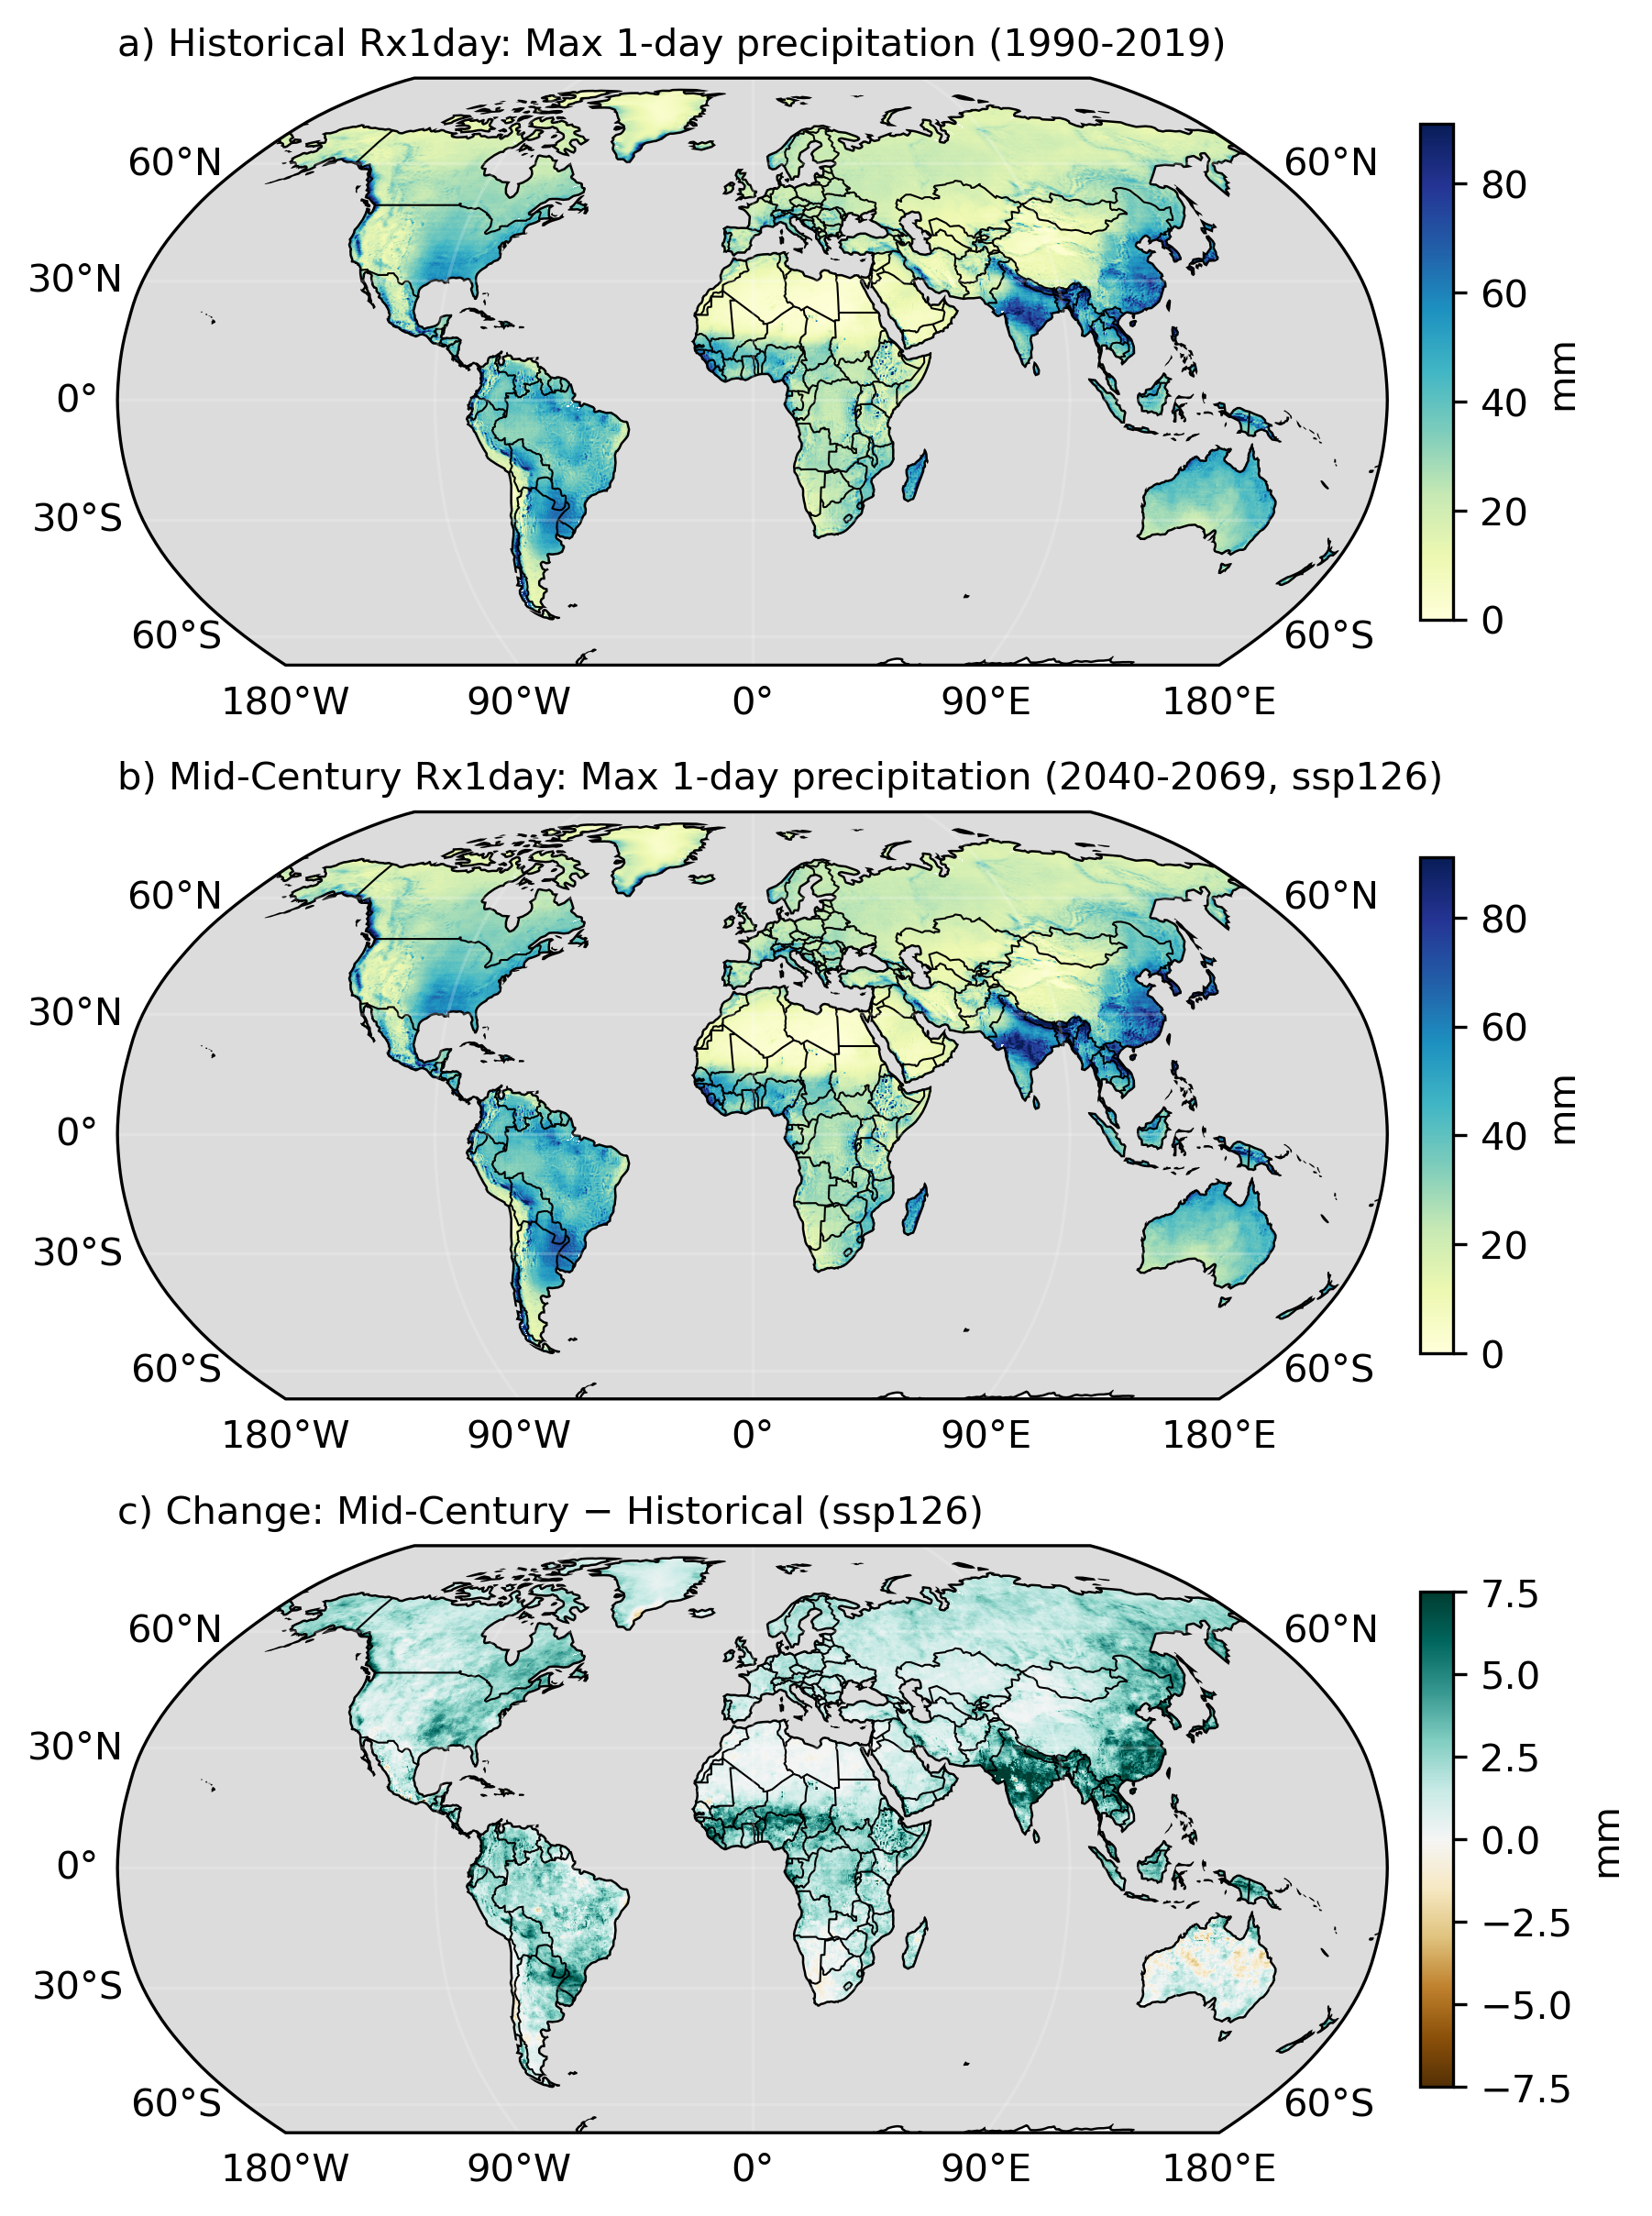 a) Historical Rx1day: Max 1-day precipitation (1990-2019)
60°N 60°N
30°N
0°
30°S
60°S 60°S
180°W 90°W 0° 90°E 180°E
80
60
40
20
0
mm
b) Mid-Century Rx1day: Max 1-day precipitation (2040-2069, ssp126)
60°N 60°N
30°N
0°
30°S
60°S 60°S
180°W 90°W 0° 90°E 180°E
80
60
40
20
0
mm
c) Change: Mid-Century − Historical (ssp126)
60°N 60°N
30°N
0°
30°S
60°S 60°S
180°W 90°W 0° 90°E 180°E
7.5
5.0
2.5
0.0
−2.5
−5.0
−7.5
mm